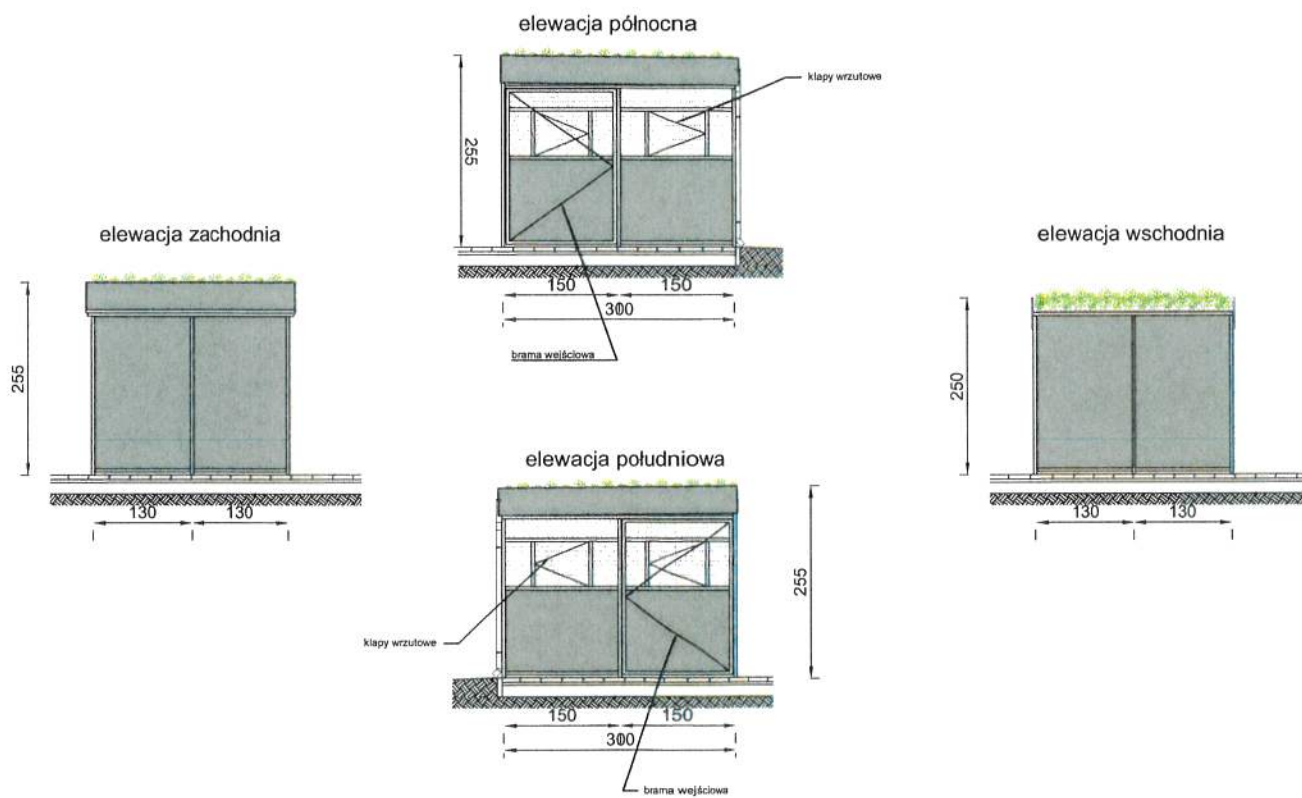 elewacja północna
klapy wrzutowe
255
150 150
300
brama wejściowa
elewacja zachodnia
255
130 130
elewacja wschodnia
250
130 130
elewacja południowa
klapy wrzutowe
255
150 150
300
brama wejściowa